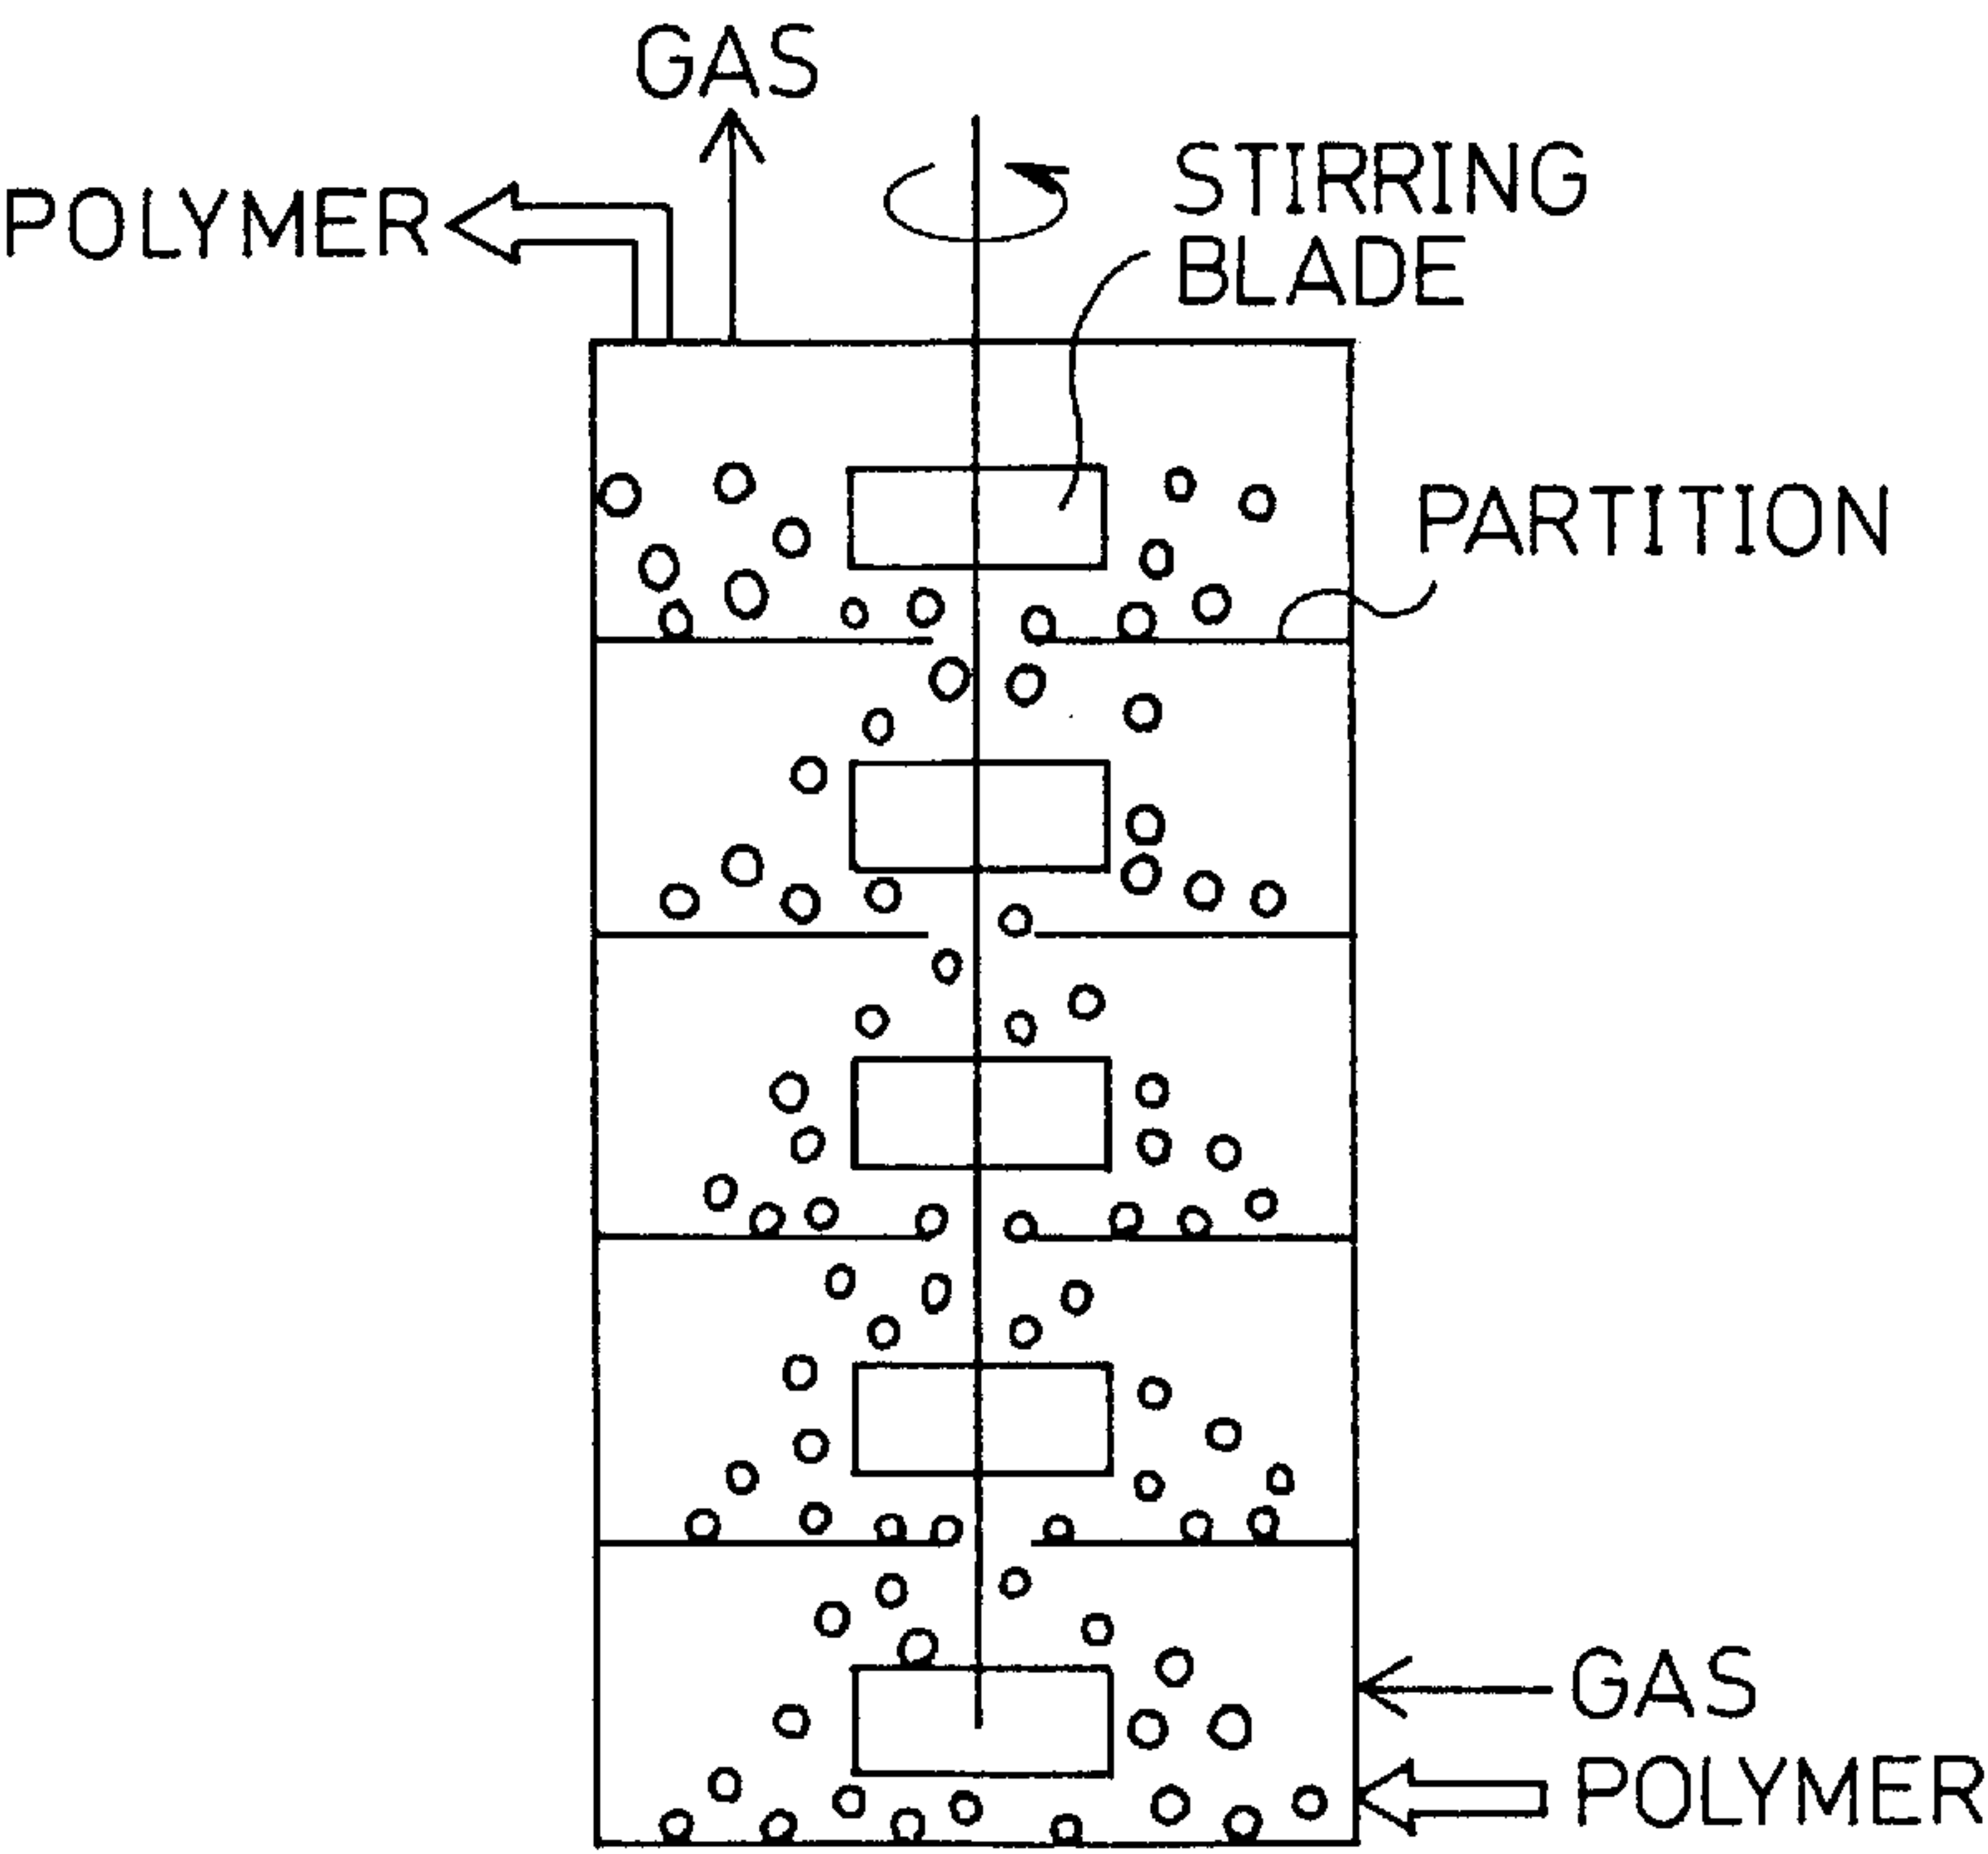 GAS
POLYMER
STIRRING
BLADE
PARTITION
GAS
POLYMER